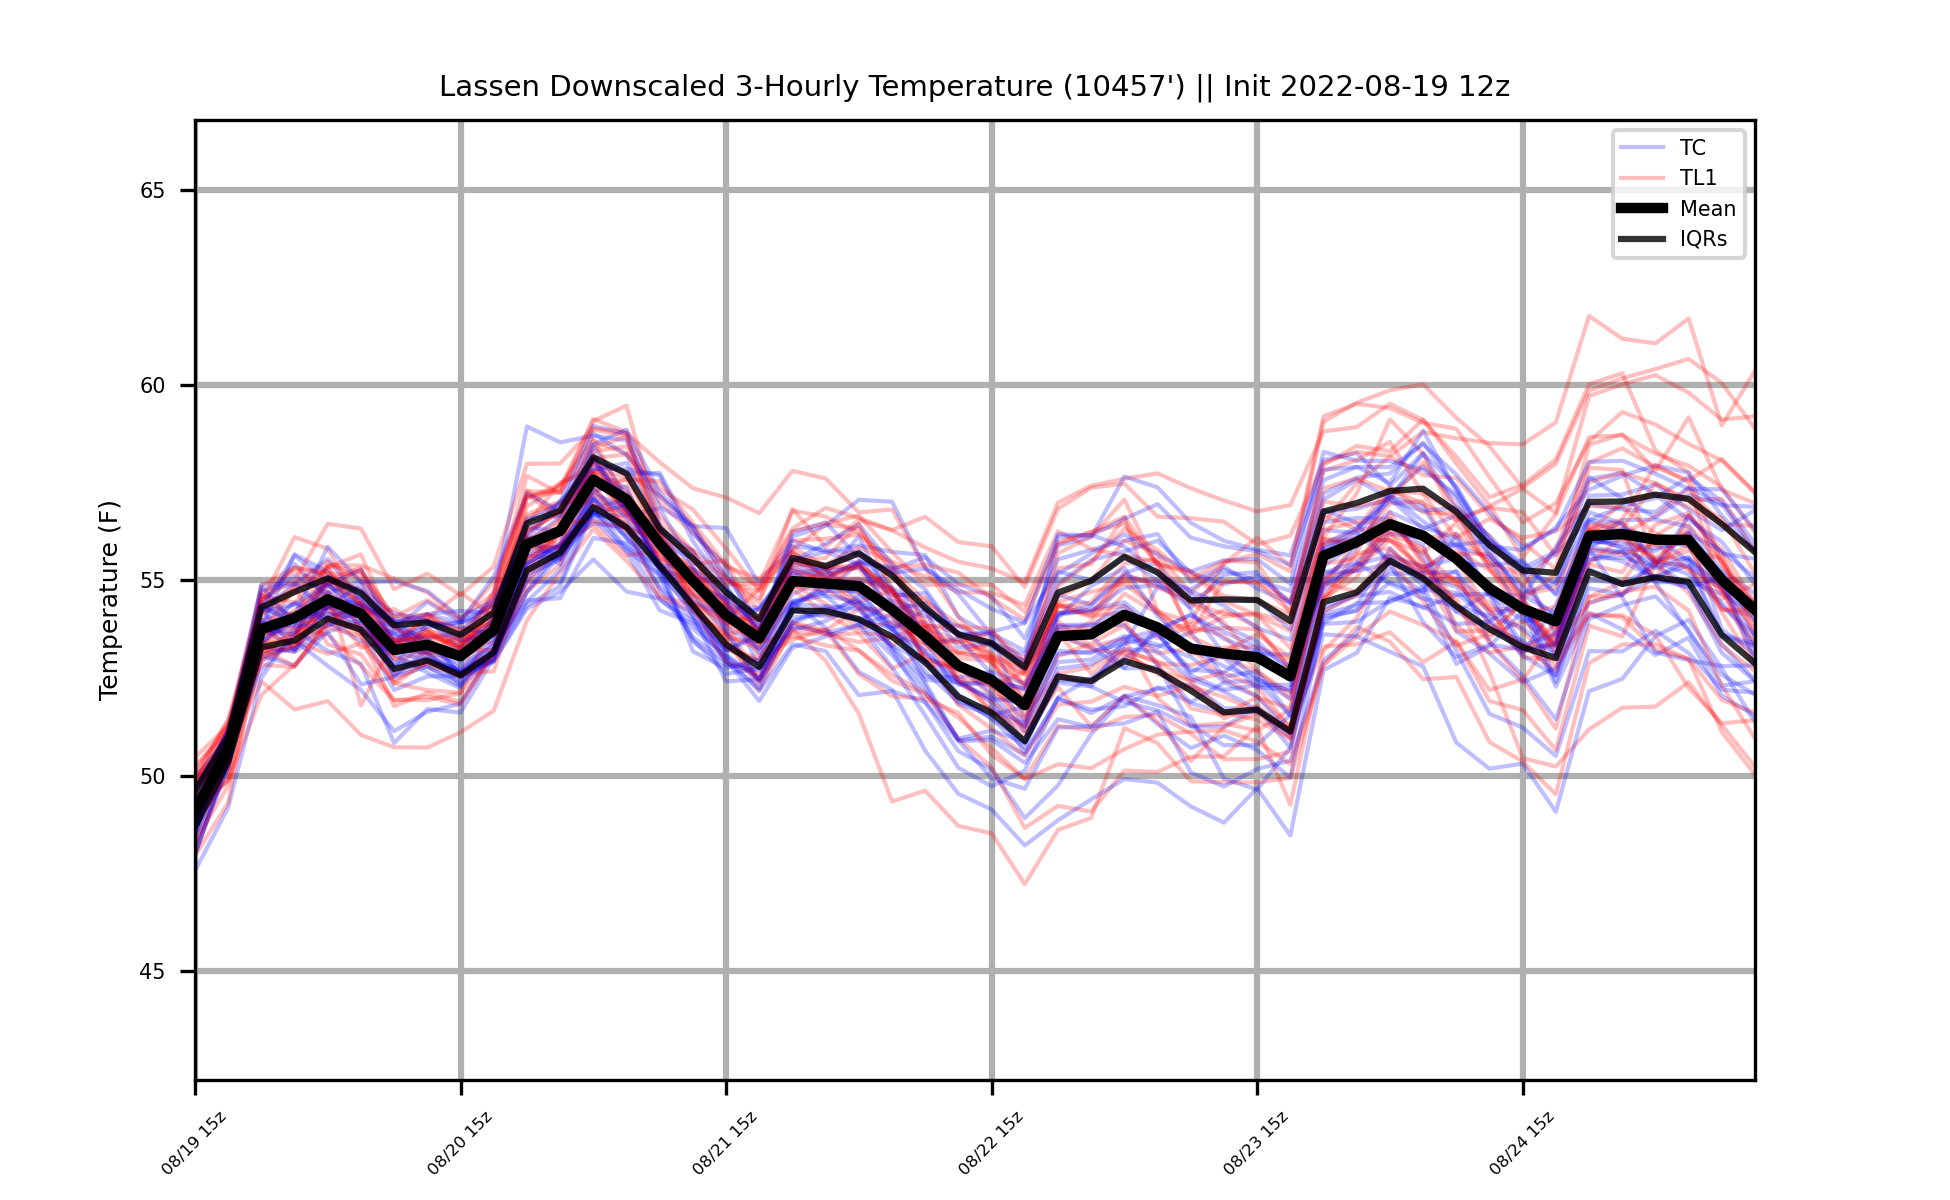 Lassen Downscaled 3-Hourly Temperature (10457') || Init 2022-08-19 12z
TC
TL1
Mean
IQRs
Temperature (F)
65
60
55
50
45
08/19 15z
08/20 15z
08/21 15z
08/22 15z
08/23 15z
08/24 15z